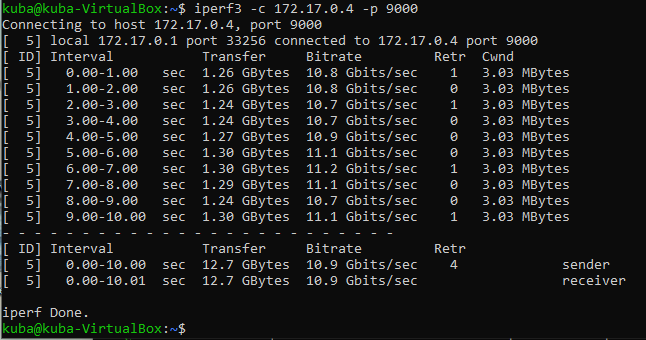 kuba@kuba-VirtualBox:~$ iperf3 -c 172.17.0.4 -p 9000
Connecting to host 172.17.0.4, port 9000
[  5] local 172.17.0.1 port 33256 connected to 172.17.0.4 port 9000
[ ID] Interval           Transfer     Bitrate         Retr  Cwnd
[  5]   0.00-1.00   sec  1.26 GBytes  10.8 Gbits/sec    1   3.03 MBytes
[  5]   1.00-2.00   sec  1.26 GBytes  10.8 Gbits/sec    0   3.03 MBytes
[  5]   2.00-3.00   sec  1.24 GBytes  10.7 Gbits/sec    1   3.03 MBytes
[  5]   3.00-4.00   sec  1.24 GBytes  10.7 Gbits/sec    0   3.03 MBytes
[  5]   4.00-5.00   sec  1.27 GBytes  10.9 Gbits/sec    0   3.03 MBytes
[  5]   5.00-6.00   sec  1.30 GBytes  11.1 Gbits/sec    0   3.03 MBytes
[  5]   6.00-7.00   sec  1.30 GBytes  11.2 Gbits/sec    1   3.03 MBytes
[  5]   7.00-8.00   sec  1.29 GBytes  11.1 Gbits/sec    0   3.03 MBytes
[  5]   8.00-9.00   sec  1.24 GBytes  10.7 Gbits/sec    0   3.03 MBytes
[  5]   9.00-10.00  sec  1.30 GBytes  11.1 Gbits/sec    1   3.03 MBytes
- - - - - - - - - - - - - - - - - - - - - - - - -
[ ID] Interval           Transfer     Bitrate         Retr
[  5]   0.00-10.00  sec  12.7 GBytes  10.9 Gbits/sec    4             sender
[  5]   0.00-10.01  sec  12.7 GBytes  10.9 Gbits/sec                  receiver
iperf Done.
kuba@kuba-VirtualBox:~$